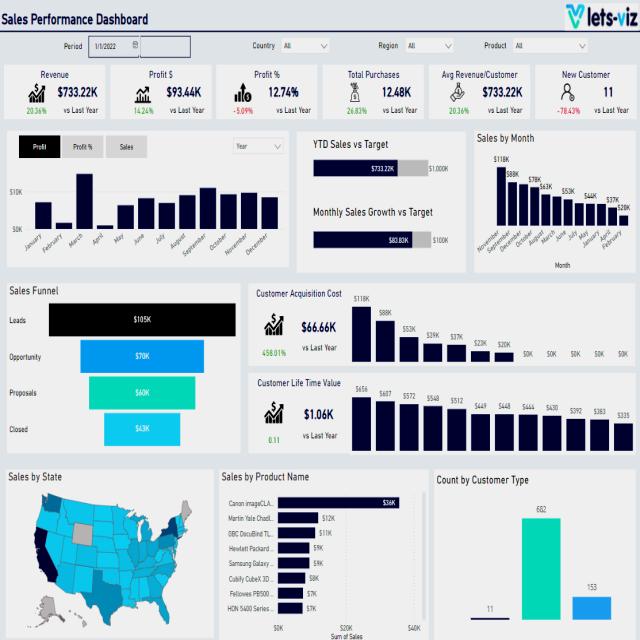 Sales Performance Dashboard
lets-viz
Period 1/1/2022
Country All
Region All
Product All
Revenue
$733.22K
20.36% vs Last Year
Profit $
$93.44K
14.24% vs Last Year
Profit %
12.74%
-5.09% vs Last Year
Total Purchases
12.48K
26.83% vs Last Year
Avg Revenue/Customer
$733.22K
20.36% vs Last Year
New Customer
11
-78.43% vs Last Year
Profit Profit % Sales
Year
$10K
$0K
January February March April May June July August September October November December
YTD Sales vs Target
$733.22K $1,000K
Monthly Sales Growth vs Target
$83.83K $100K
Sales by Month
$118K $88K $78K $63K $53K $44K $37K $20K
November September December October August March June July May January April February
Month
Sales Funnel
Leads $105K
Opportunity $70K
Proposals $60K
Closed $43K
Customer Acquisition Cost
$66.66K
458.01% vs Last Year
$118K $88K $53K $39K $37K $23K $20K $0K $0K $0K $0K $0K
Customer Life Time Value
$1.06K
0.11 vs Last Year
$656 $607 $572 $548 $512 $449 $448 $444 $430 $392 $383 $335
Sales by State
Sales by Product Name
Canon imageCLA... $36K
Martin Yale Chadl... $12K
GBC DocuBind TL... $11K
Hewlett Packard ... $9K
Samsung Galaxy ... $9K
Cubify CubeX 3D ... $8K
Fellowes PB500 ... $7K
HON 5400 Series ... $7K
$0K $20K $40K
Sum of Sales
Count by Customer Type
11 682 153